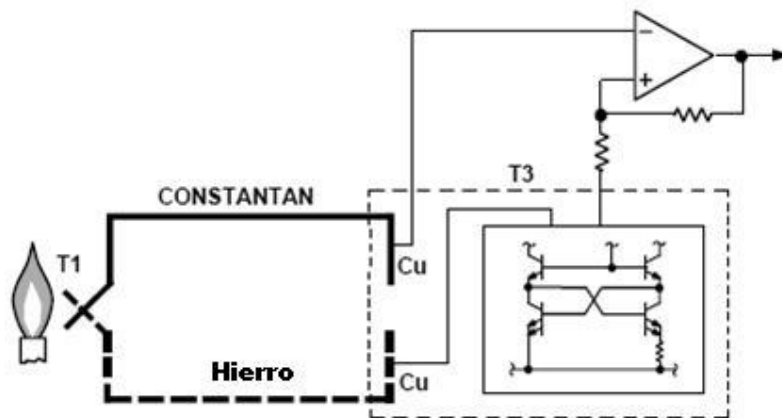 −
+
T3
CONSTANTAN
T1
Cu
Hierro
Cu